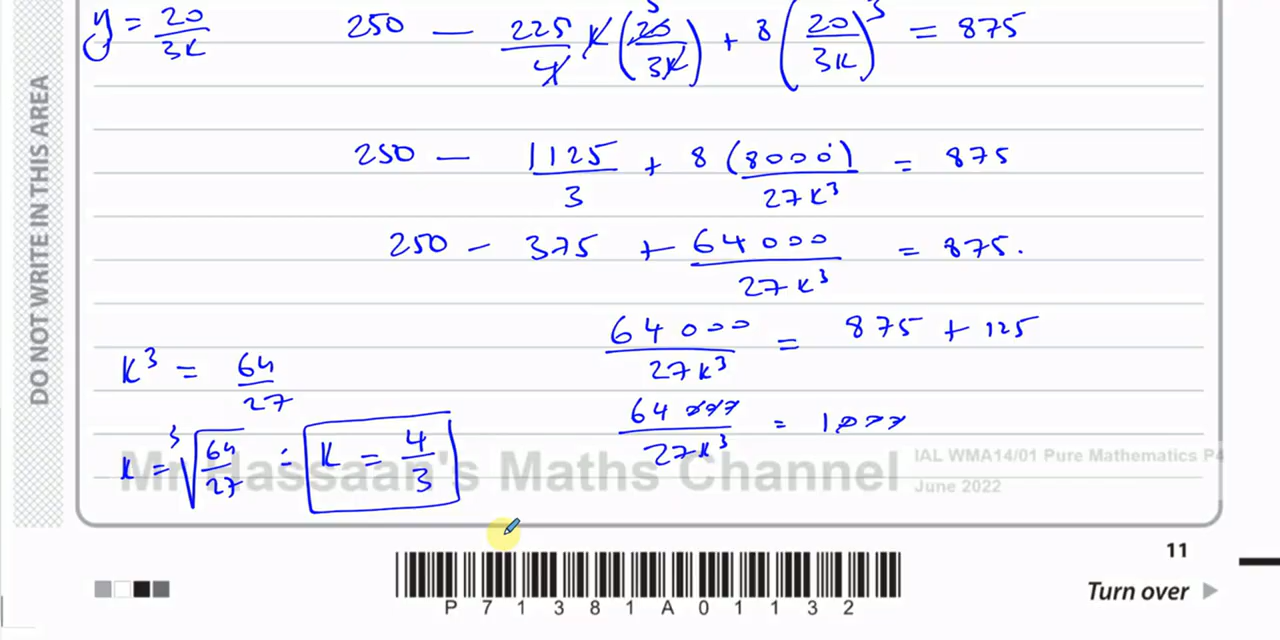 y = 20/3k    250 − 225/4 k (20/3k) + 8 (20/3k)³ = 875
250 − 1125/3 + 8 (8000)/27k³ = 875
250 − 375 + 64000/27k³ = 875.
64000/27k³ = 875 + 125
k³ = 64/27
64000/27k³ = 1000
k = ³√64/27 = k = 4/3
Mr Hassaan's Maths Channel
IAL WMA14/01 Pure Mathematics P4
June 2022
DO NOT WRITE IN THIS AREA
11
P 7 1 3 8 1 A 0 1 1 3 2
Turn over